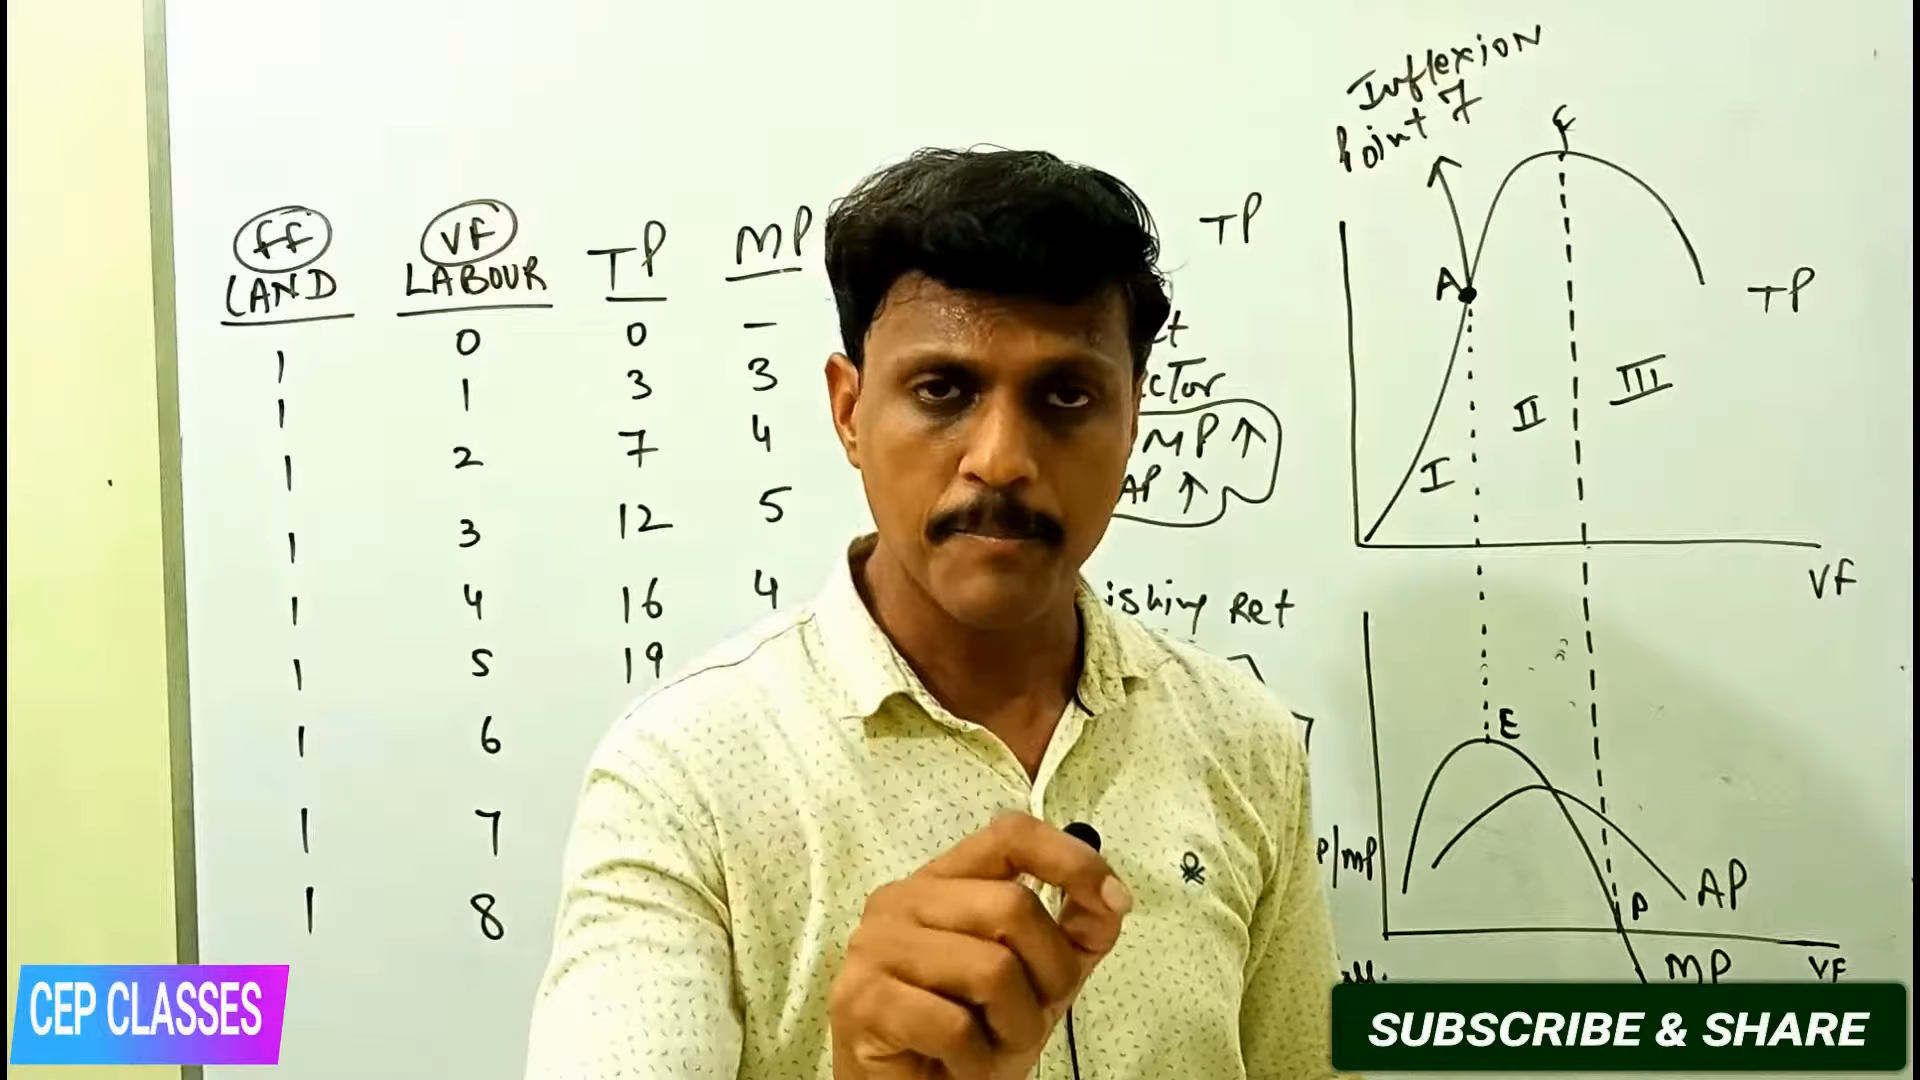 FF VF
LAND LABOUR TP MP
1 0 0 –
1 1 3 3
1 2 7 4
1 3 12 5
1 4 16 4
1 5 19
1 6
1 7
1 8
TP
MP ↑
AP ↑
Ret
Inflexion
Point
F
A
TP
I II III
VF
E
AP
P
MP
VF
CEP CLASSES
SUBSCRIBE & SHARE